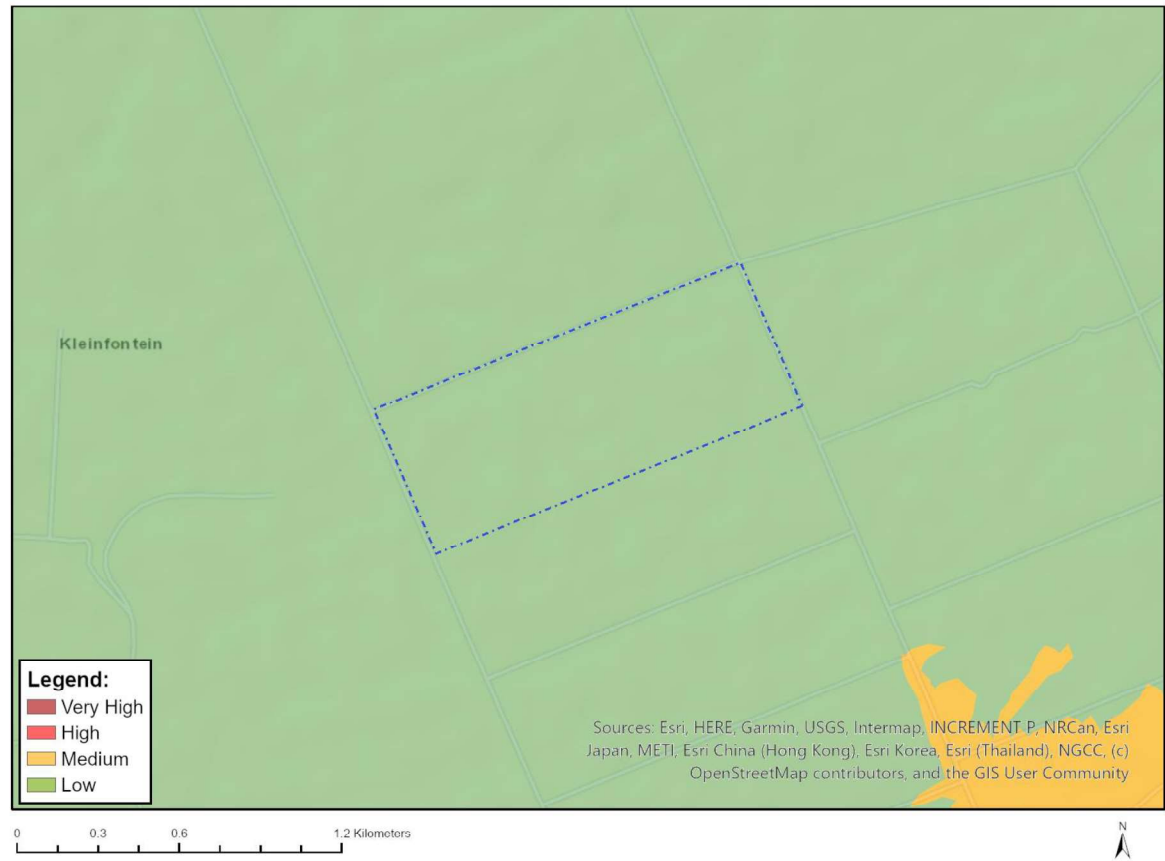 Kleinfontein
Legend:
Very High
High
Medium
Low
Sources: Esri, HERE, Garmin, USGS, Intermap, INCREMENT P, NRCan, Esri
Japan, METI, Esri China (Hong Kong), Esri Korea, Esri (Thailand), NGCC, (c)
OpenStreetMap contributors, and the GIS User Community
0 0.3 0.6 1.2 Kilometers
N